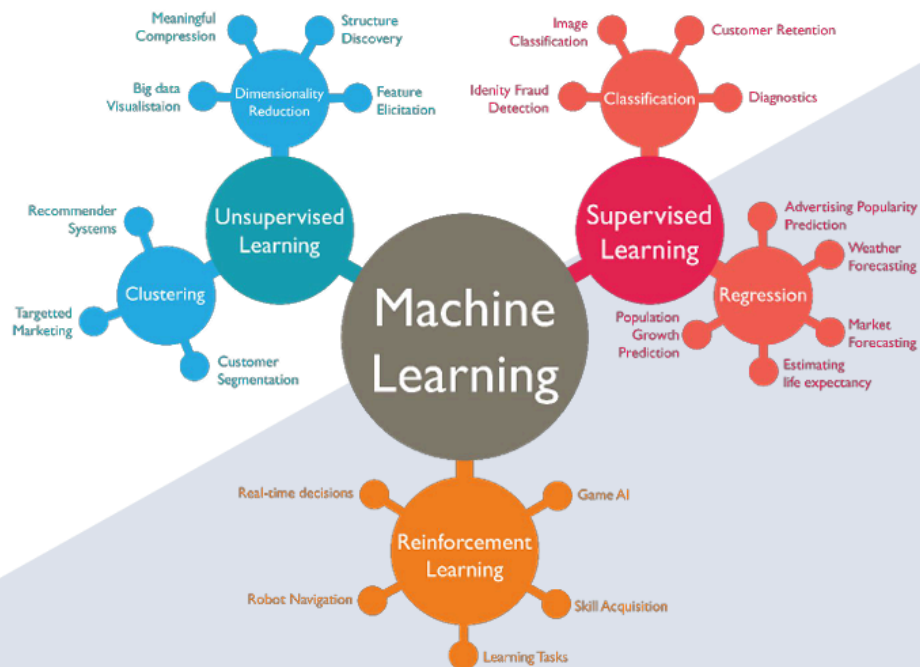 Meaningful
Compression
Structure
Discovery
Big data
Visualistaion
Dimensionality
Reduction
Feature
Elicitation
Image
Classification
Customer Retention
Idenity Fraud
Detection
Classification
Diagnostics
Unsupervised
Learning
Supervised
Learning
Recommender
Systems
Clustering
Targetted
Marketing
Customer
Segmentation
Machine
Learning
Advertising Popularity
Prediction
Weather
Forecasting
Regression
Population
Growth
Prediction
Market
Forecasting
Estimating
life expectancy
Real-time decisions
Game AI
Reinforcement
Learning
Robot Navigation
Skill Acquisition
Learning Tasks